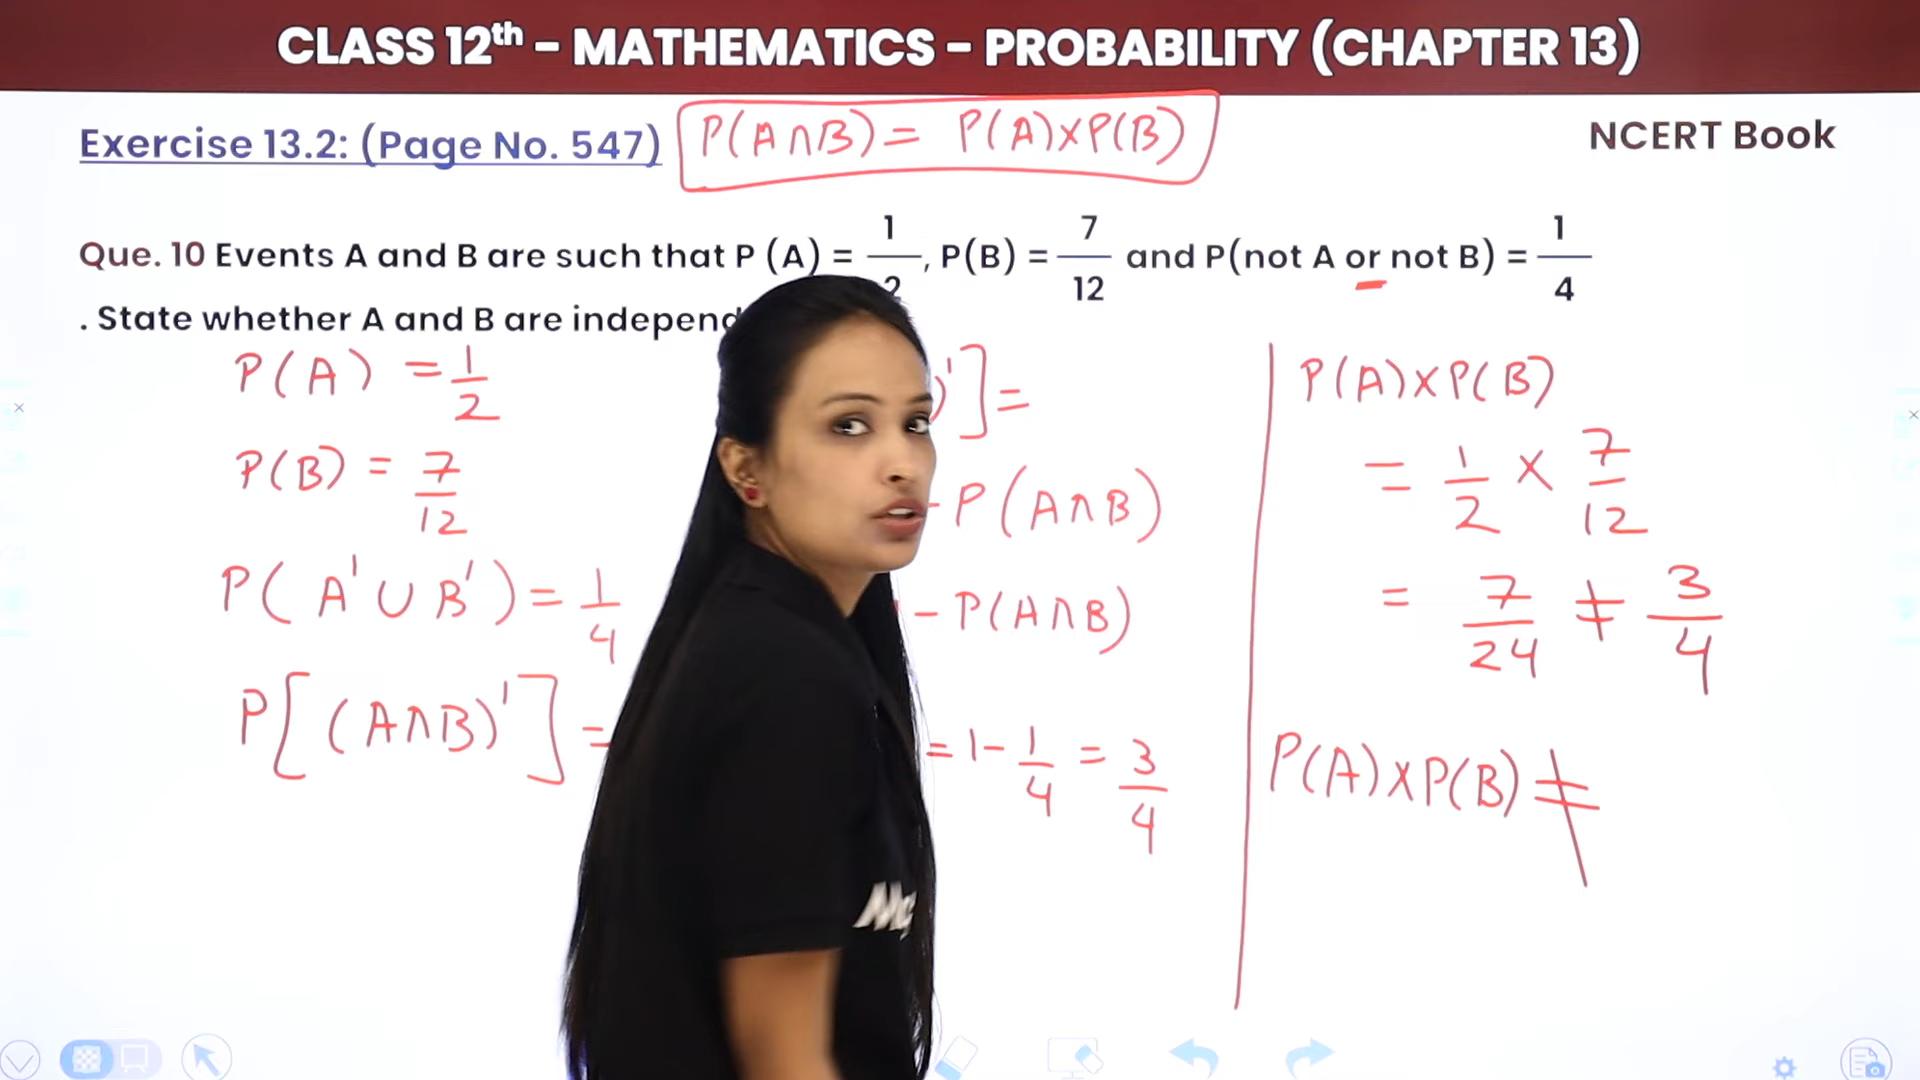 CLASS 12th - MATHEMATICS - PROBABILITY (CHAPTER 13)
Exercise 13.2: (Page No. 547)
P(A∩B) = P(A)×P(B)
NCERT Book
Que. 10 Events A and B are such that P (A) = 1/2, P(B) = 7/12 and P(not A or not B) = 1/4
. State whether A and B are
P(A) = 1/2
P(B) = 7/12
P(A' ∪ B') = 1/4
P[(A∩B)'] =
)'] =
- P(A∩B)
- P(A∩B)
= 1 - 1/4 = 3/4
P(A)×P(B)
= 1/2 × 7/12
= 7/24 ≠ 3/4
P(A)×P(B) ≠